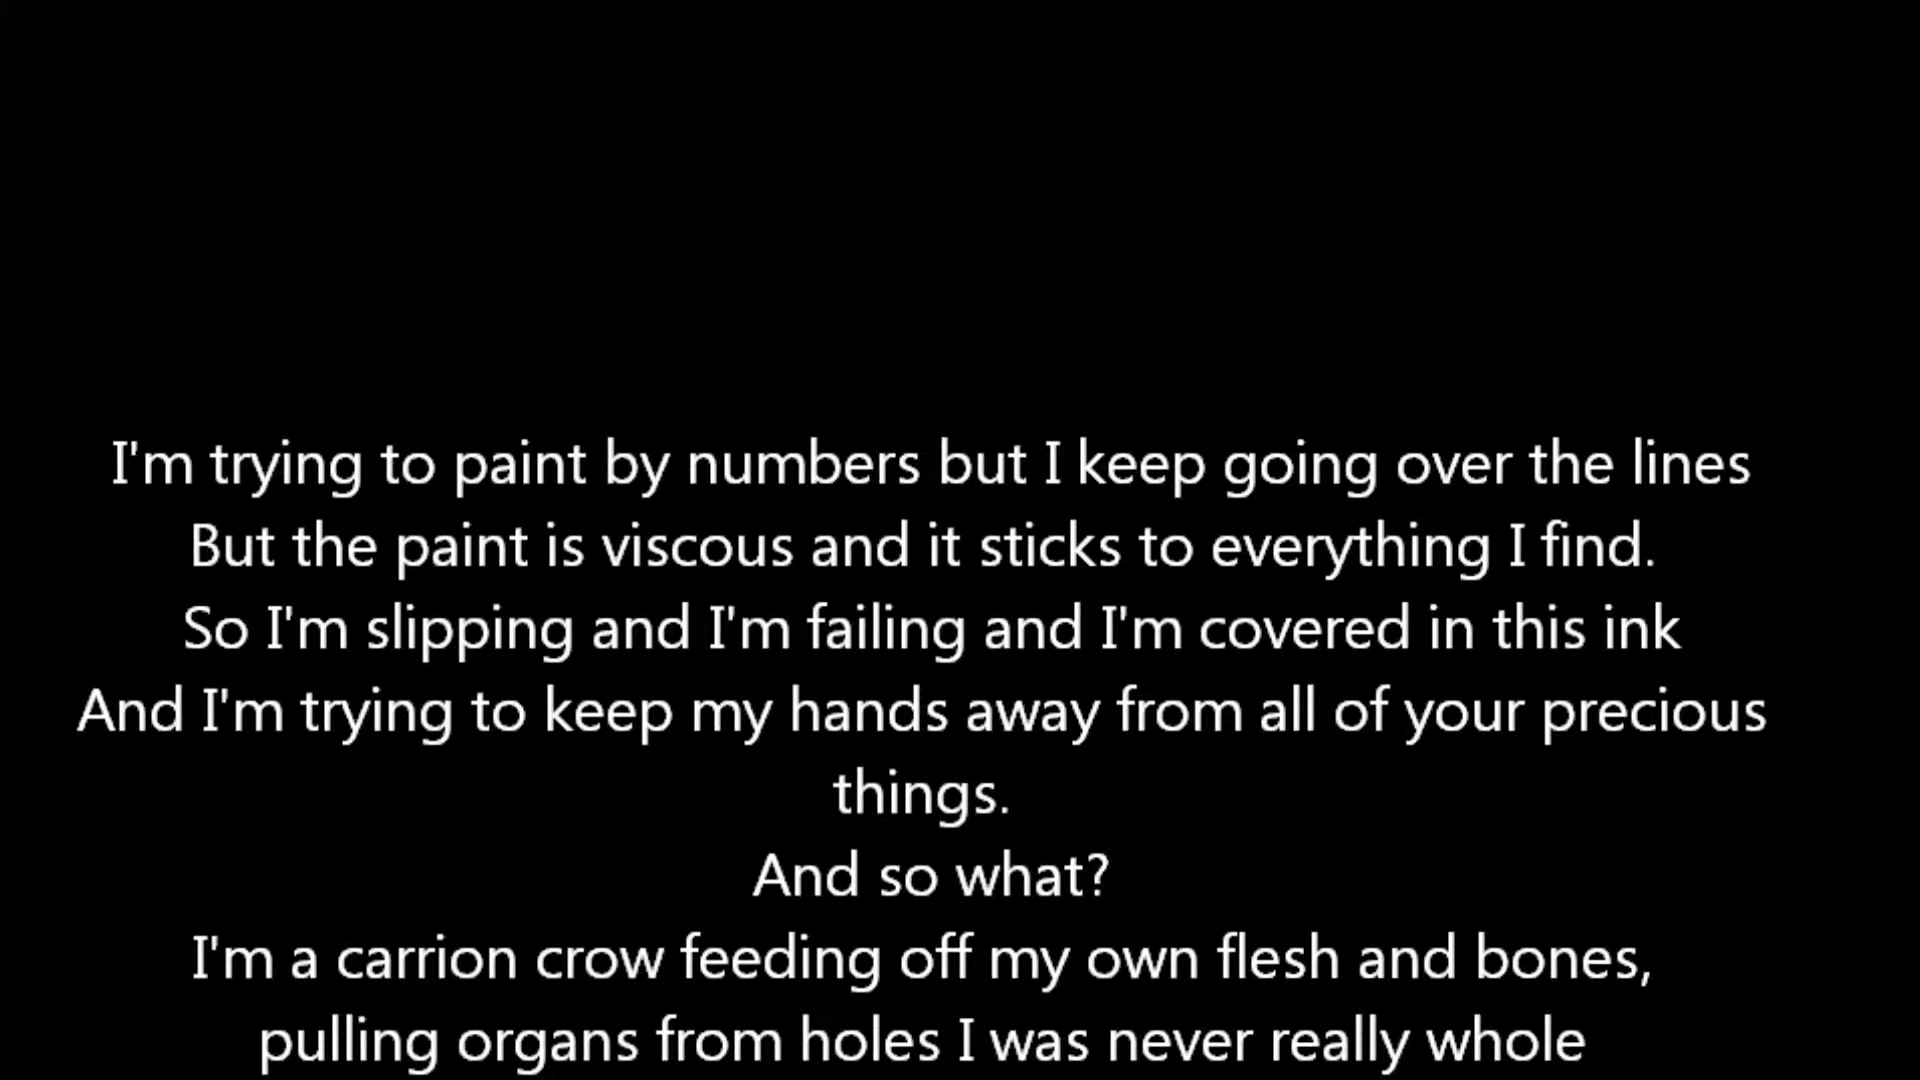 I'm trying to paint by numbers but I keep going over the lines
But the paint is viscous and it sticks to everything I find.
So I'm slipping and I'm failing and I'm covered in this ink
And I'm trying to keep my hands away from all of your precious
things.
And so what?
I'm a carrion crow feeding off my own flesh and bones,
pulling organs from holes I was never really whole